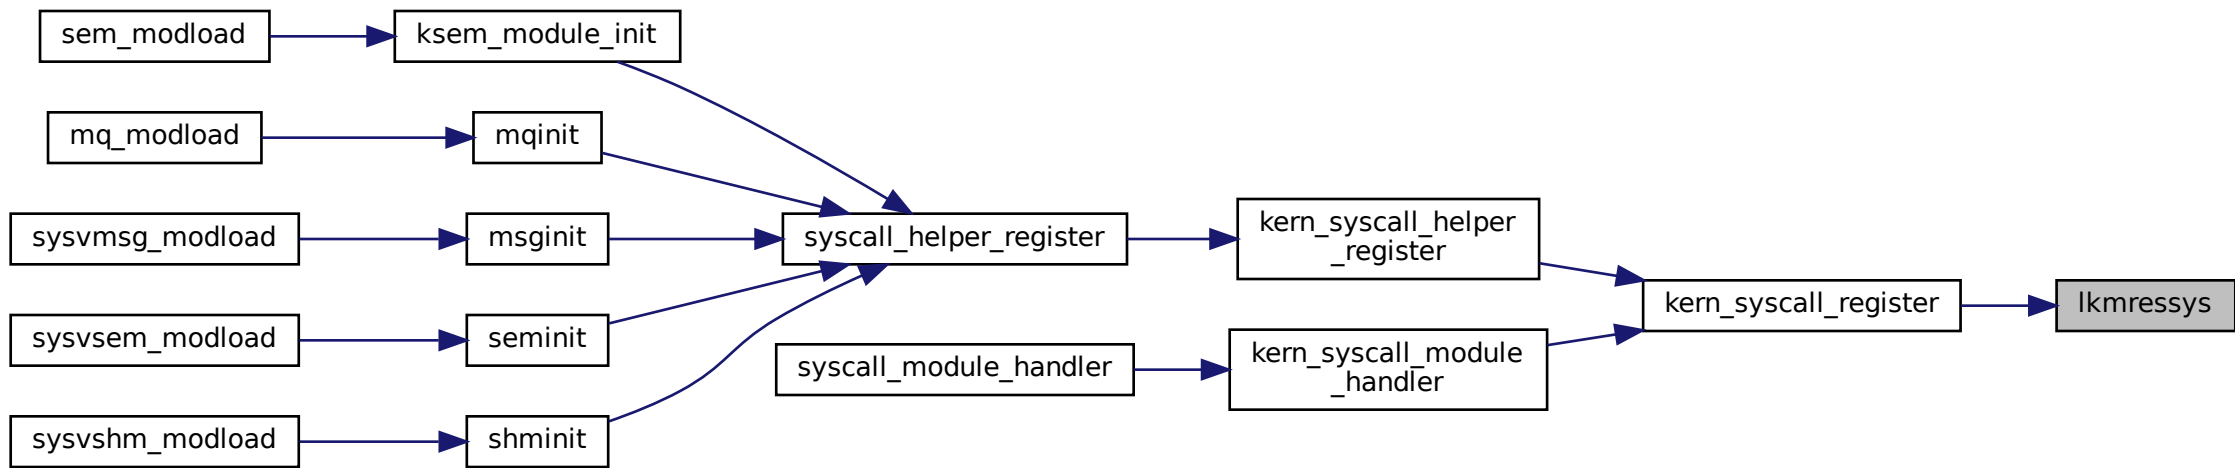 sem_modload
ksem_module_init
mq_modload
mqinit
sysvmsg_modload
msginit
syscall_helper_register
kern_syscall_helper
_register
kern_syscall_register
lkmressys
sysvsem_modload
seminit
syscall_module_handler
kern_syscall_module
_handler
sysvshm_modload
shminit